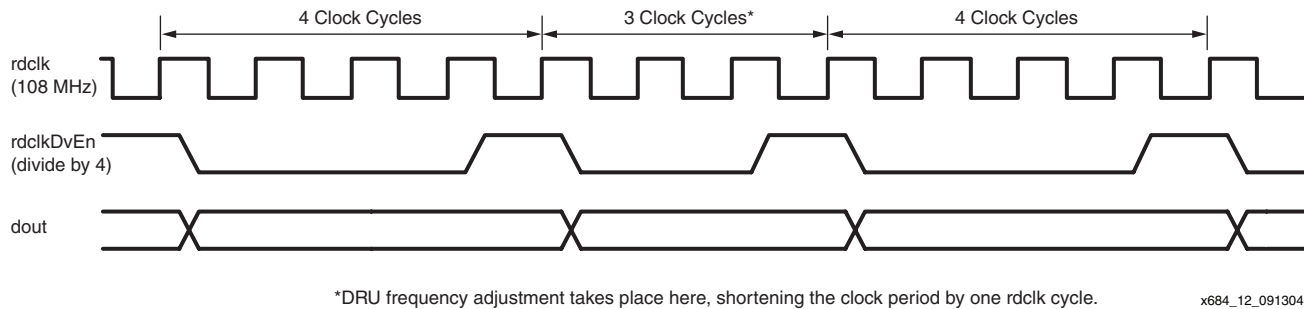 4 Clock Cycles
3 Clock Cycles*
4 Clock Cycles
rdclk
(108 MHz)
rdclkDvEn
(divide by 4)
dout
*DRU frequency adjustment takes place here, shortening the clock period by one rdclk cycle.
x684_12_091304